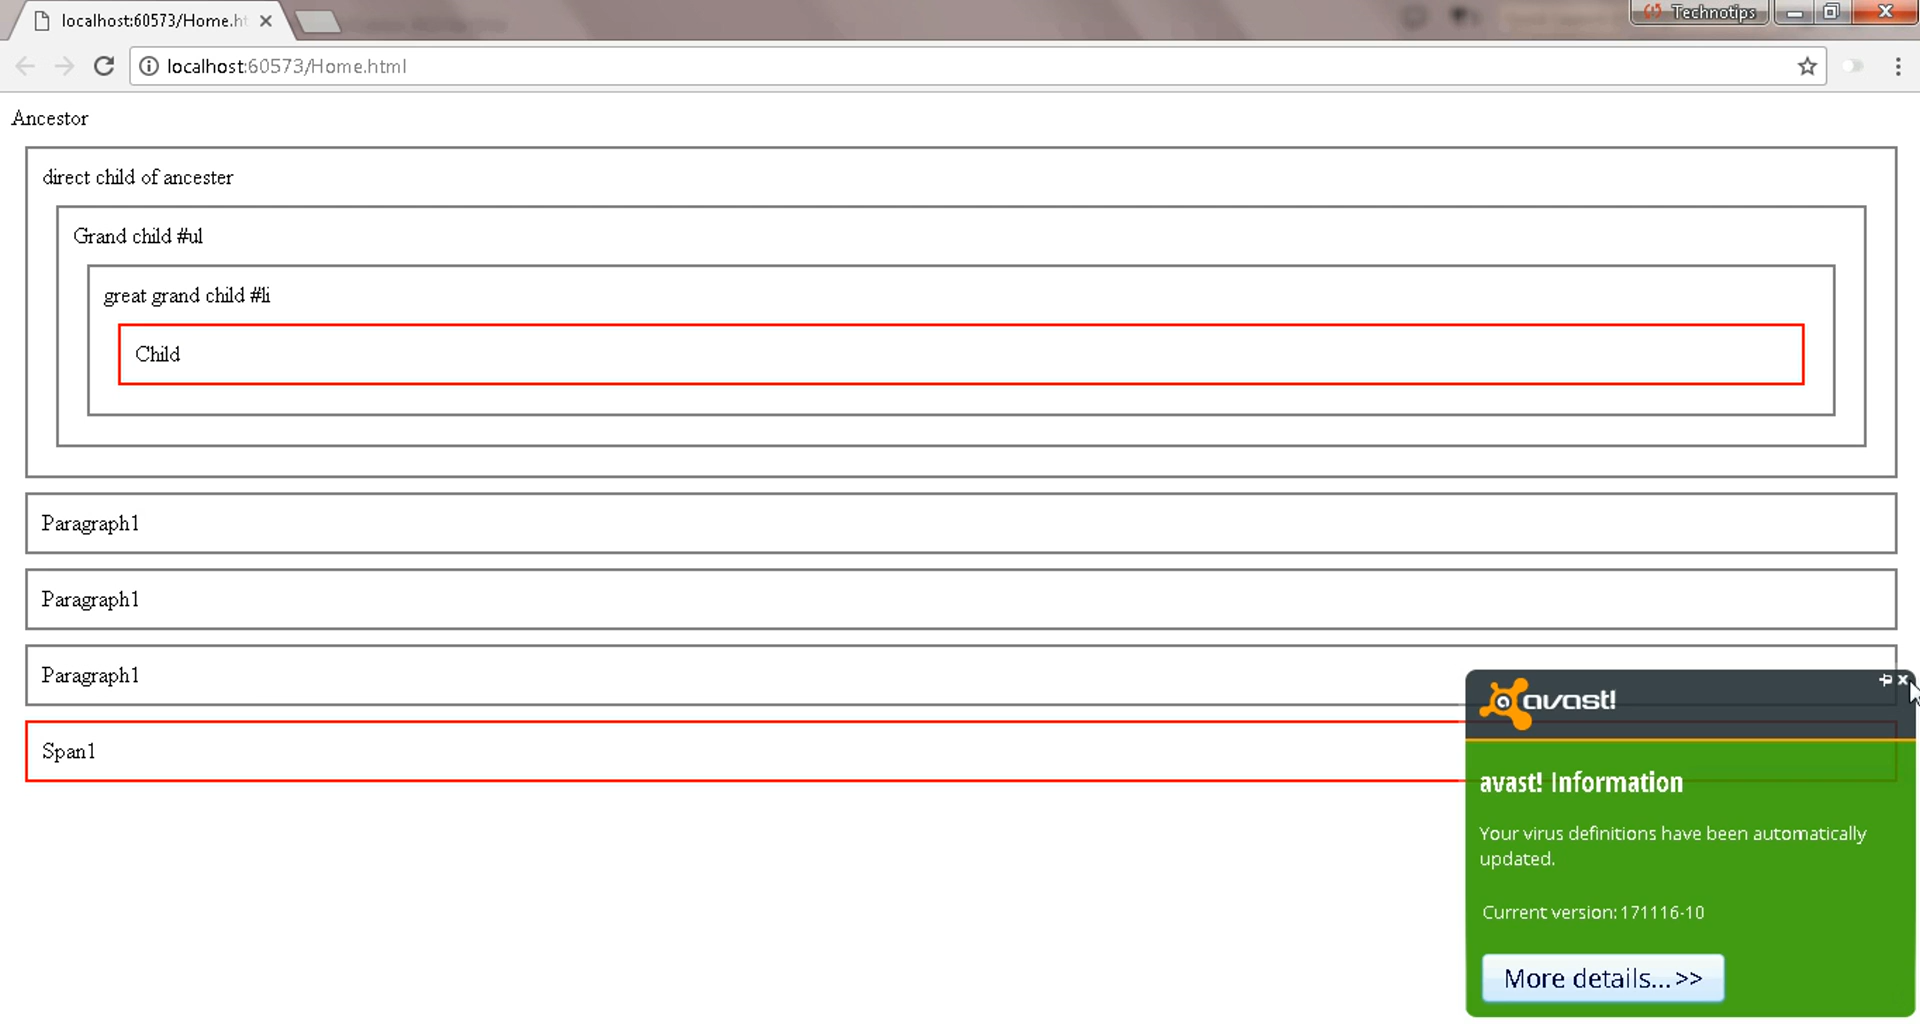 localhost:60573/Home.ht
Technotips
localhost:60573/Home.html
Ancestor
direct child of ancester
Grand child #ul
great grand child #li
Child
Paragraph1
Paragraph1
Paragraph1
Span1
avast!
avast! Information
Your virus definitions have been automatically
updated.
Current version: 171116-10
More details... >>